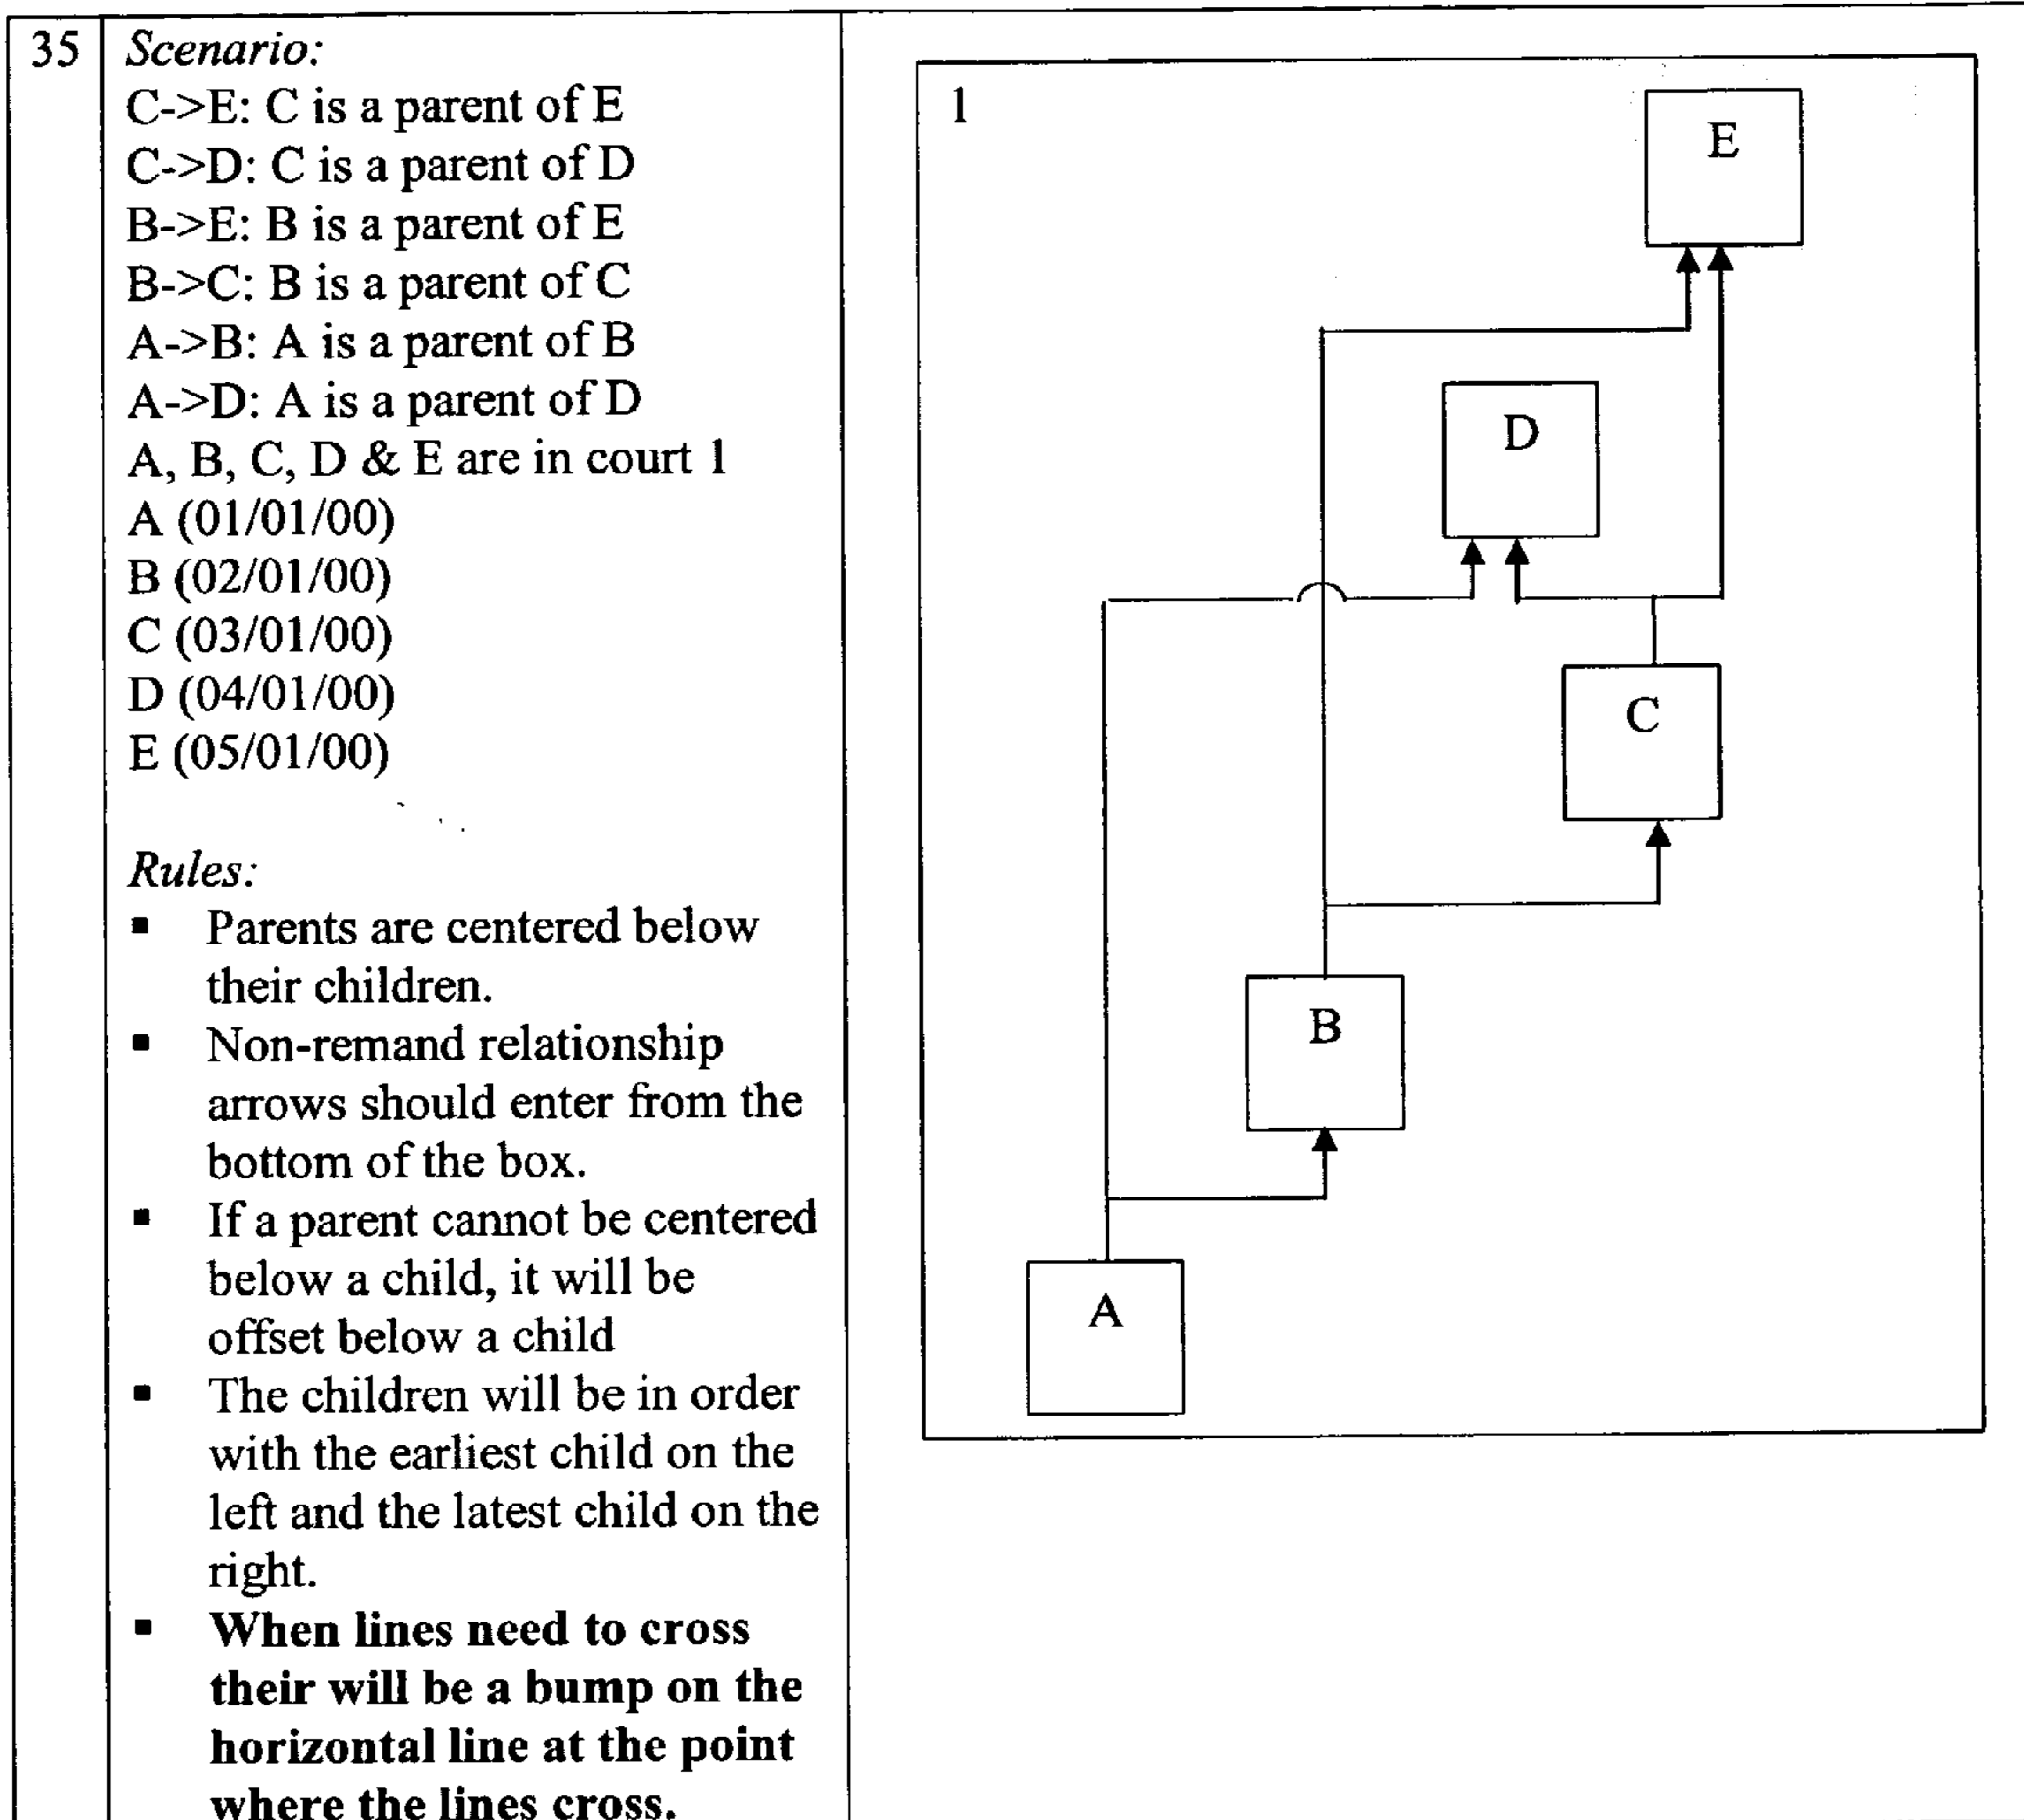 35
Scenario:
C->E: C is a parent of E
C->D: C is a parent of D
B->E: B is a parent of E
B->C: B is a parent of C
A->B: A is a parent of B
A->D: A is a parent of D
A, B, C, D & E are in court 1
A (01/01/00)
B (02/01/00)
C (03/01/00)
D (04/01/00)
E (05/01/00)
Rules:
▪ Parents are centered below
their children.
▪ Non-remand relationship
arrows should enter from the
bottom of the box.
▪ If a parent cannot be centered
below a child, it will be
offset below a child
▪ The children will be in order
with the earliest child on the
left and the latest child on the
right.
▪ When lines need to cross
their will be a bump on the
horizontal line at the point
where the lines cross.
1
E
D
C
B
A